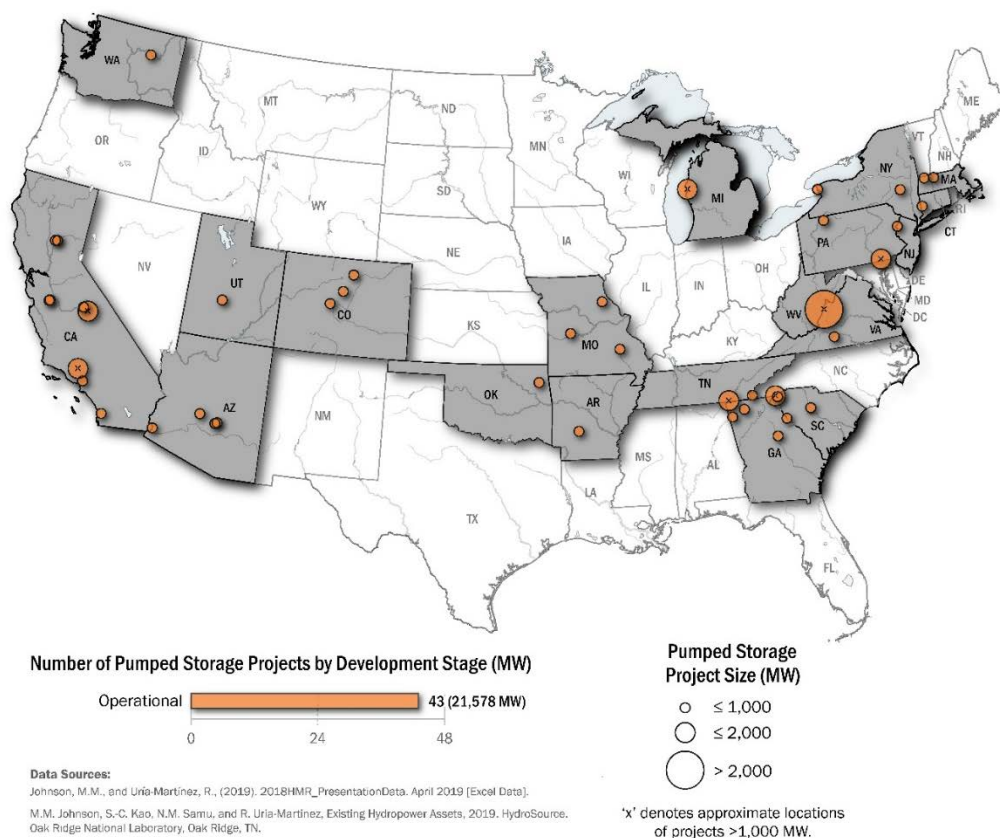 WA
MT
ND
ME
OR
ID
MN
VT
NH
WI
NY
MA
SD
WY
MI
RI
CT
IA
PA
NJ
NE
NV
UT
OH
DE
IL
IN
MD
CO
WV
DC
CA
KS
MO
VA
KY
NC
TN
OK
AZ
NM
AR
SC
MS
AL
GA
LA
TX
FL
Number of Pumped Storage Projects by Development Stage (MW)
Operational
43 (21,578 MW)
0
24
48
Pumped Storage
Project Size (MW)
≤ 1,000
≤ 2,000
> 2,000
'x' denotes approximate locations
of projects >1,000 MW.
Data Sources:
Johnson, M.M., and Uría-Martínez, R., (2019). 2018HMR_PresentationData. April 2019 [Excel Data].
M.M. Johnson, S.-C. Kao, N.M. Samu, and R. Uria-Martinez, Existing Hydropower Assets, 2019. HydroSource.
Oak Ridge National Laboratory, Oak Ridge, TN.